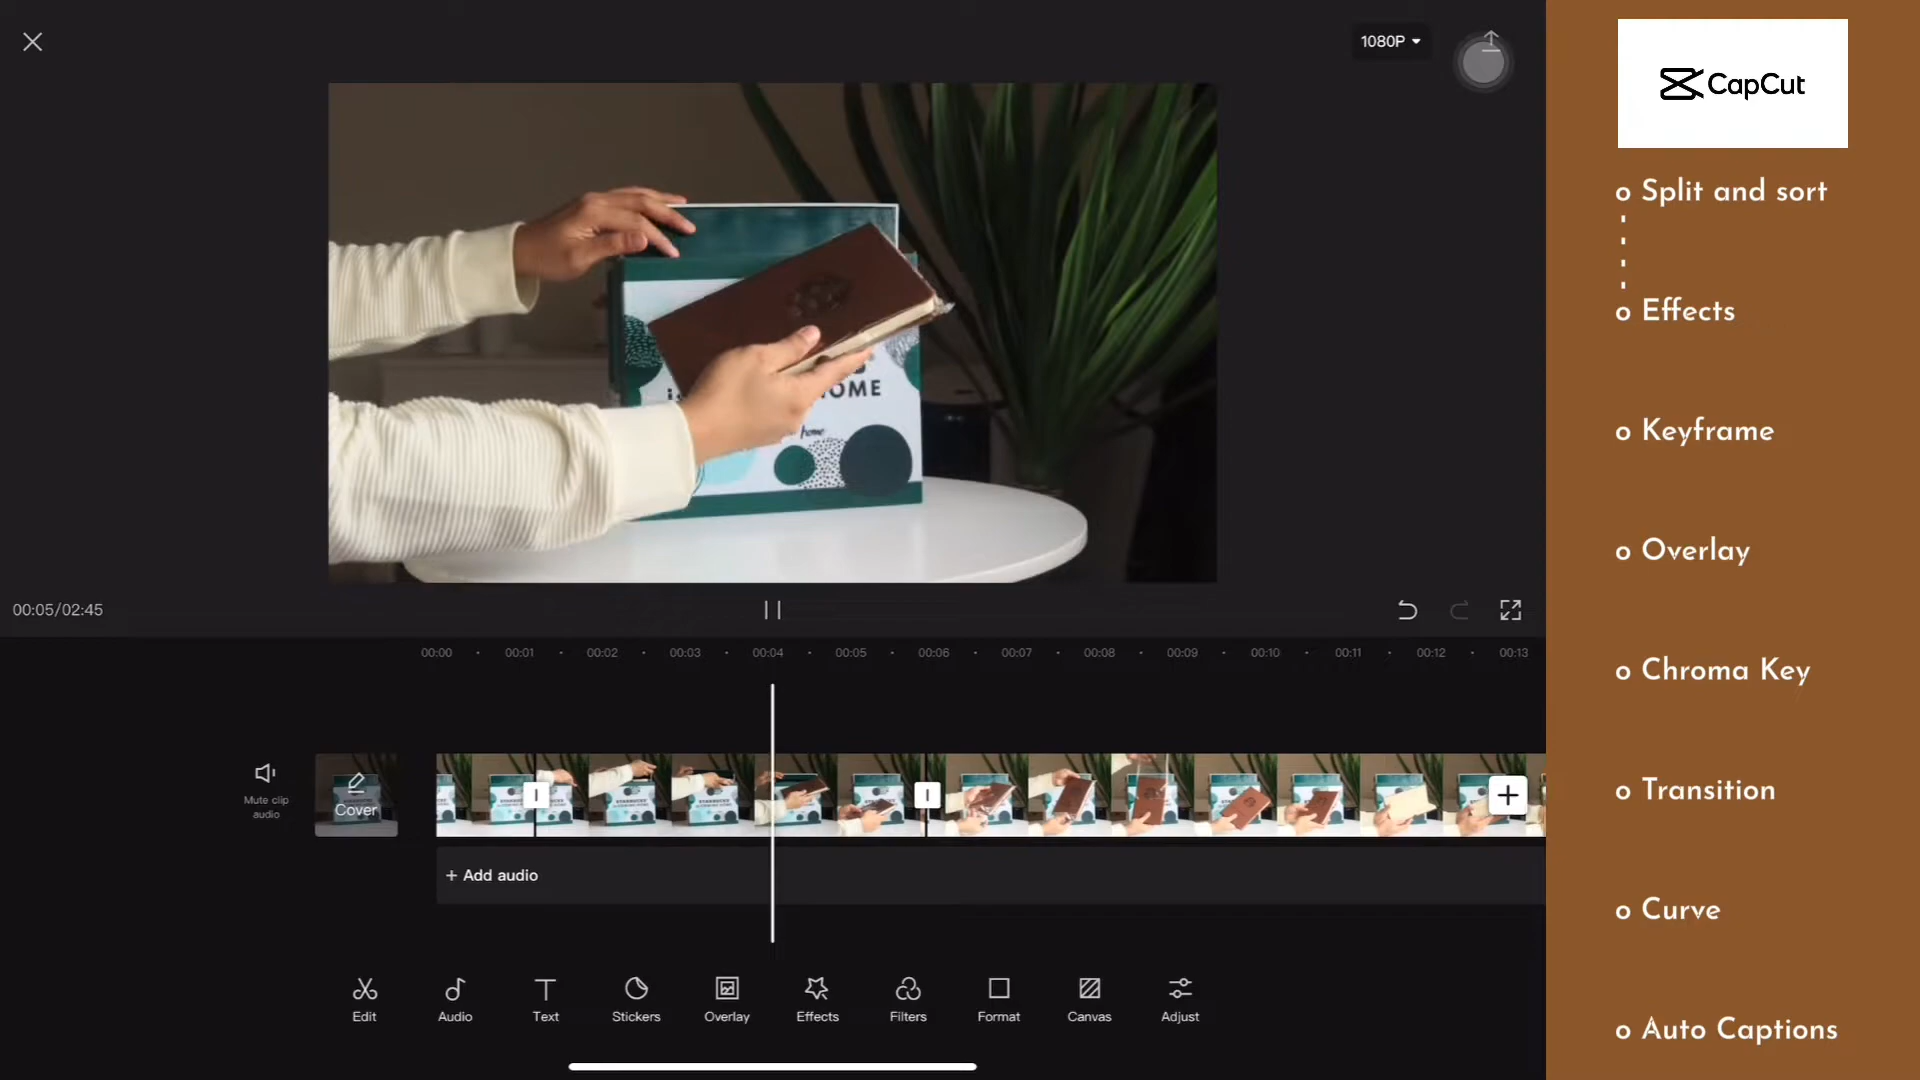 1080P
CapCut
Split and sort
Effects
Keyframe
Overlay
Chroma Key
Transition
Curve
Auto Captions
OME
home
00:05/02:45
00:00 00:01 00:02 00:03 00:04 00:05 00:06 00:07 00:08 00:09 00:10 00:11 00:12 00:13
Mute clip
audio
Cover
+ Add audio
Edit Audio Text Stickers Overlay Effects Filters Format Canvas Adjust